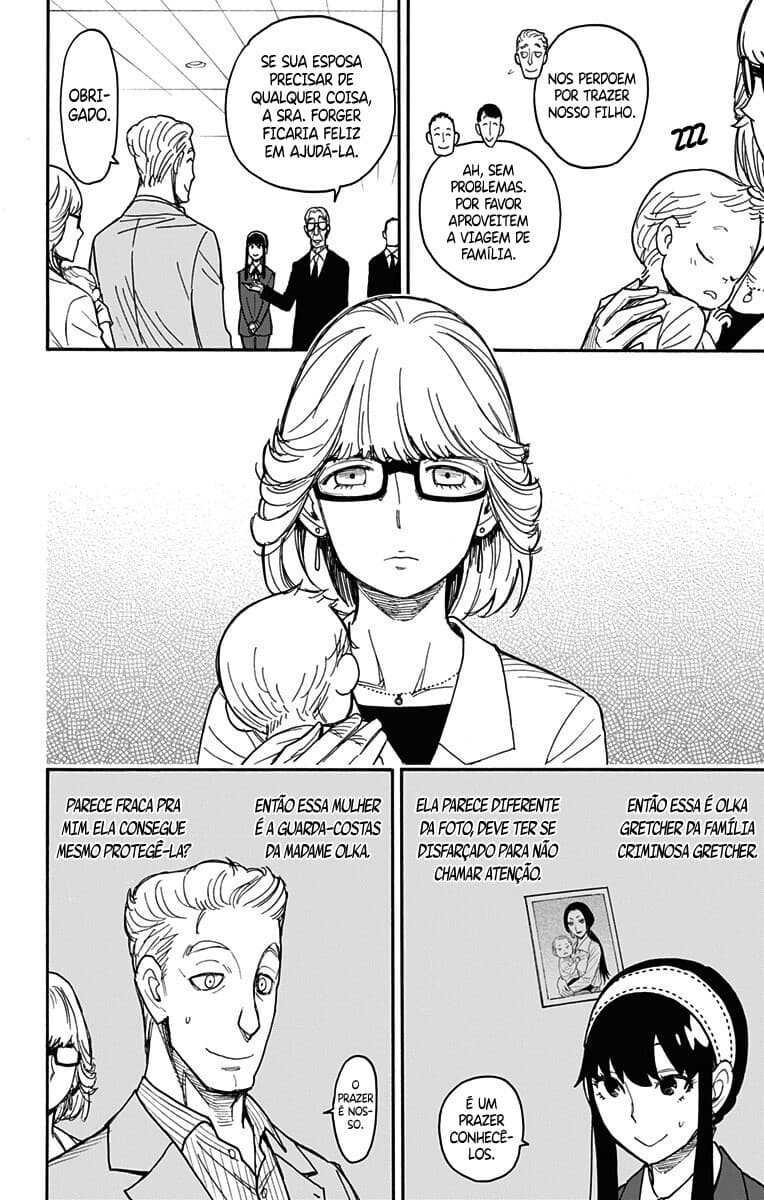 NOS PERDOEM
POR TRAZER
NOSSO FILHO.
AH, SEM
PROBLEMAS.
POR FAVOR
APROVEITEM
A VIAGEM DE
FAMÍLIA.
ZZZ
SE SUA ESPOSA
PRECISAR DE
QUALQUER COISA,
A SRA. FORGER
FICARIA FELIZ
EM AJUDÁ-LA.
OBRI-
GADO.
ENTÃO ESSA É OLKA
GRETCHER DA FAMÍLIA
CRIMINOSA GRETCHER.
ELA PARECE DIFERENTE
DA FOTO, DEVE TER SE
DISFARÇADO PARA NÃO
CHAMAR ATENÇÃO.
É UM
PRAZER
CONHECÊ-
LOS.
ENTÃO ESSA MULHER
É A GUARDA-COSTAS
DA MADAME OLKA.
PARECE FRACA PRA
MIM. ELA CONSEGUE
MESMO PROTEGÊ-LA?
O
PRAZER
É NOS-
SO.